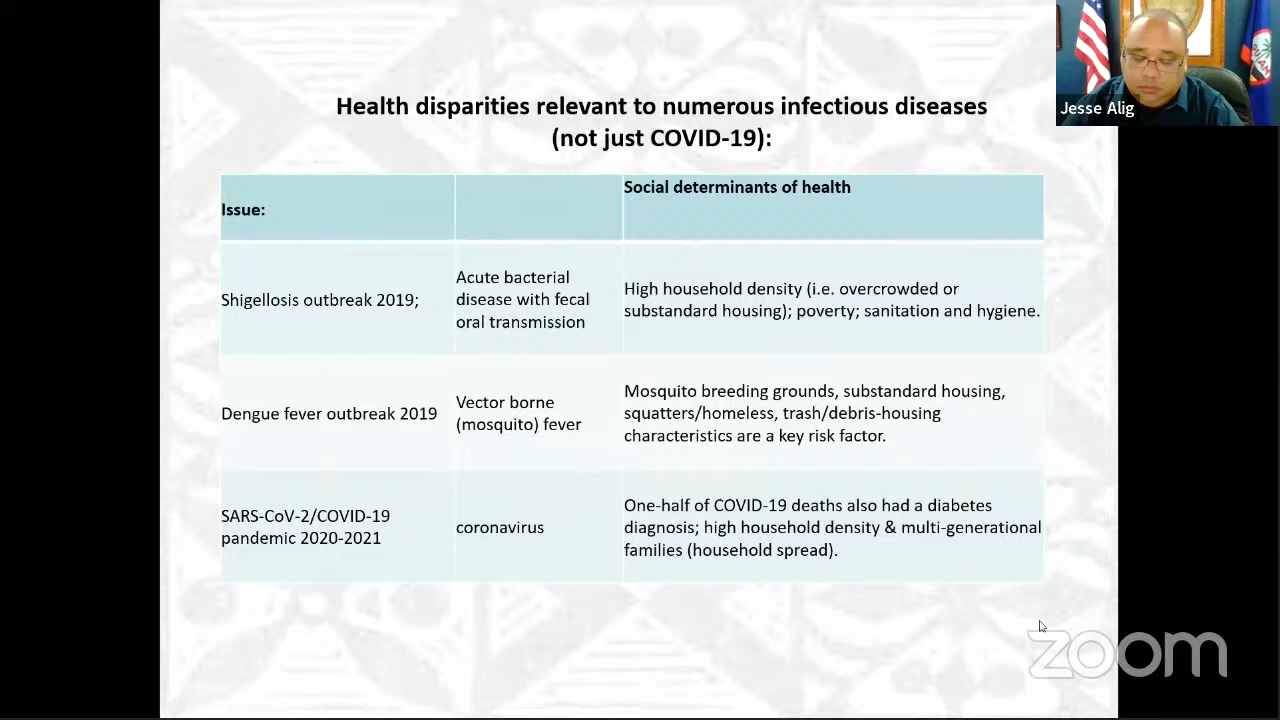 Health disparities relevant to numerous infectious diseases
(not just COVID-19):
Jesse Alig
Issue:
Social determinants of health
Shigellosis outbreak 2019;
Acute bacterial
disease with fecal
oral transmission
High household density (i.e. overcrowded or
substandard housing); poverty; sanitation and hygiene.
Dengue fever outbreak 2019
Vector borne
(mosquito) fever
Mosquito breeding grounds, substandard housing,
squatters/homeless, trash/debris-housing
characteristics are a key risk factor.
SARS-CoV-2/COVID-19
pandemic 2020-2021
coronavirus
One-half of COVID-19 deaths also had a diabetes
diagnosis; high household density & multi-generational
families (household spread).
zoom
GUAM